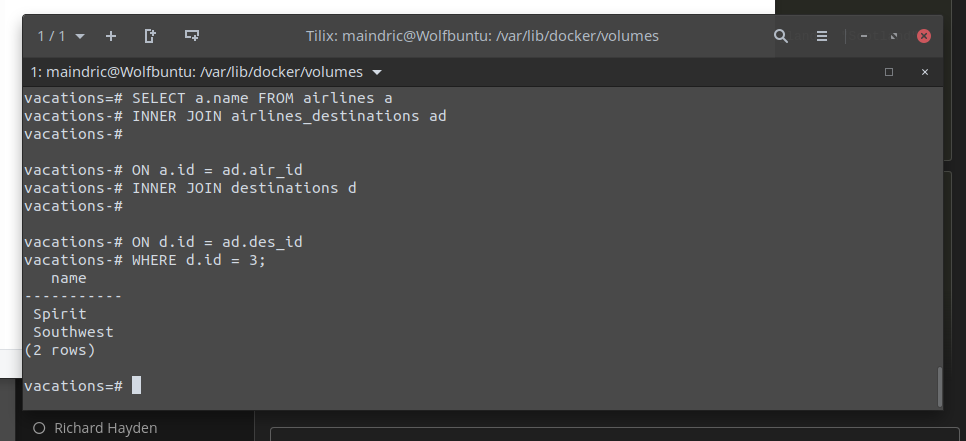 1 / 1
Tilix: maindric@Wolfbuntu: /var/lib/docker/volumes
1: maindric@Wolfbuntu: /var/lib/docker/volumes
vacations=# SELECT a.name FROM airlines a
vacations-# INNER JOIN airlines_destinations ad
vacations-#
vacations-# ON a.id = ad.air_id
vacations-# INNER JOIN destinations d
vacations-#
vacations-# ON d.id = ad.des_id
vacations-# WHERE d.id = 3;
name
-----------
Spirit
Southwest
(2 rows)
vacations=#
Richard Hayden